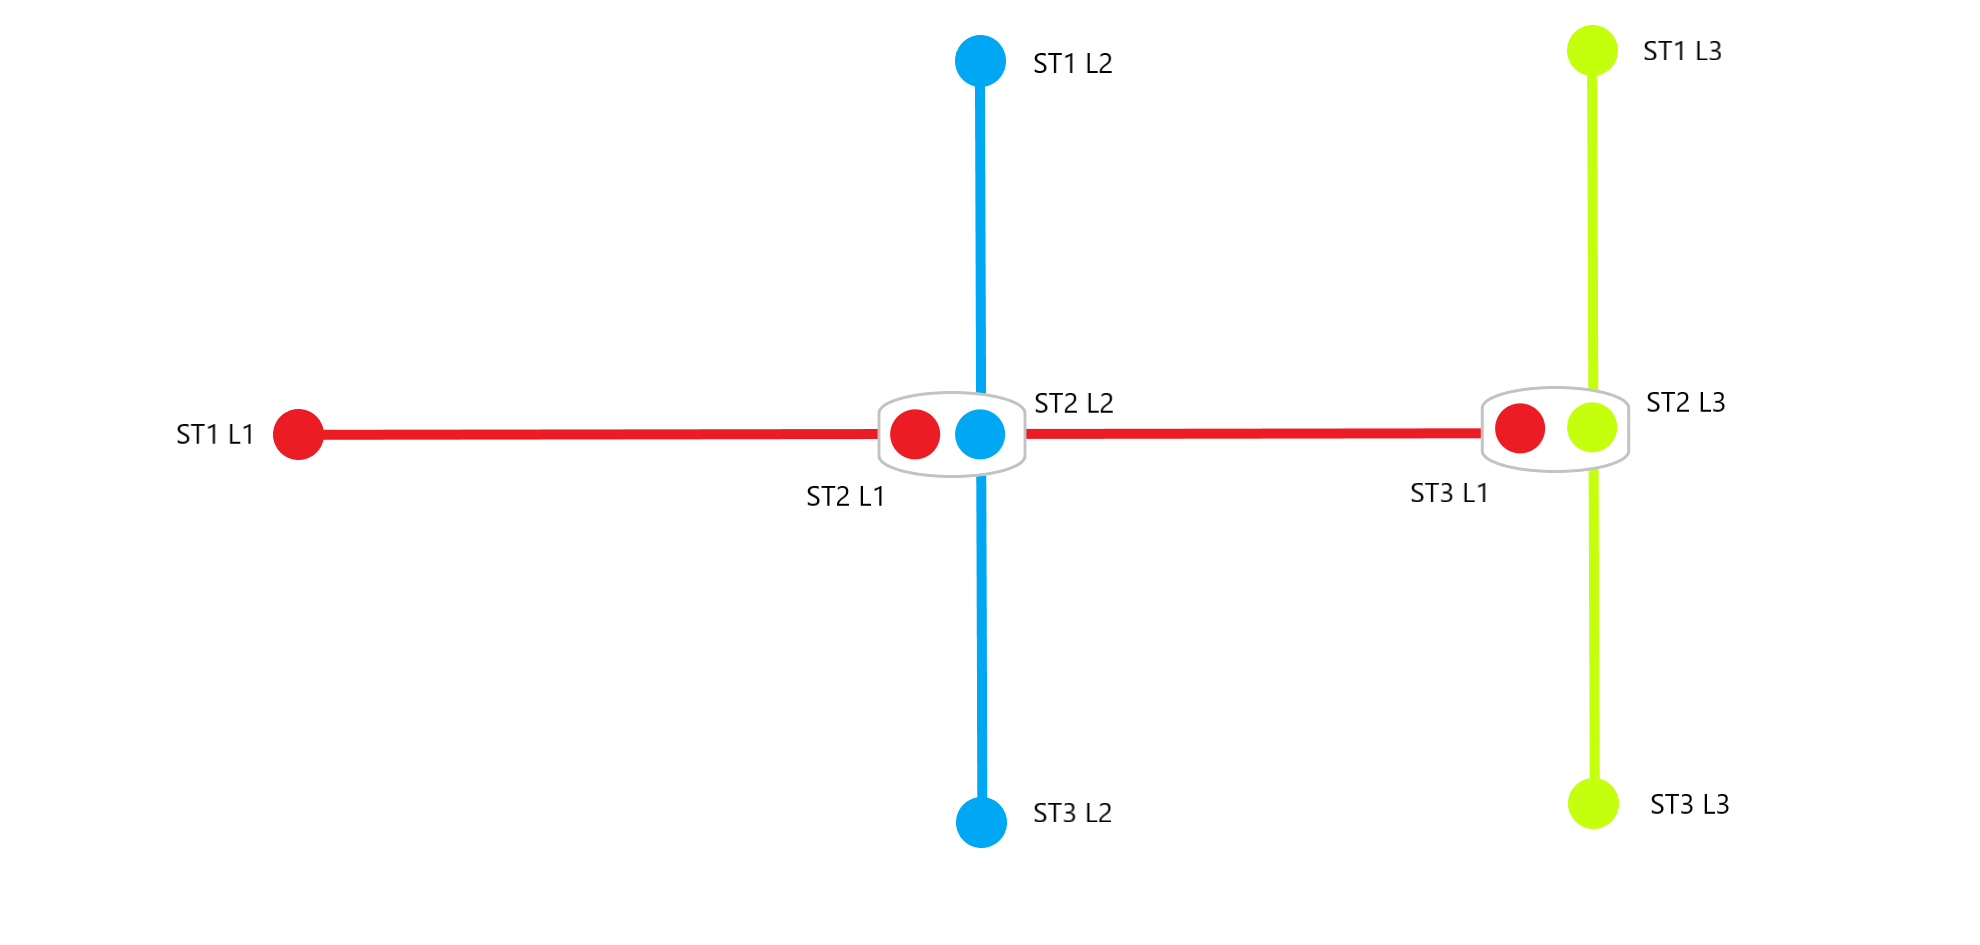 ST1 L2
ST1 L3
ST2 L2
ST2 L3
ST1 L1
ST2 L1
ST3 L1
ST3 L2
ST3 L3